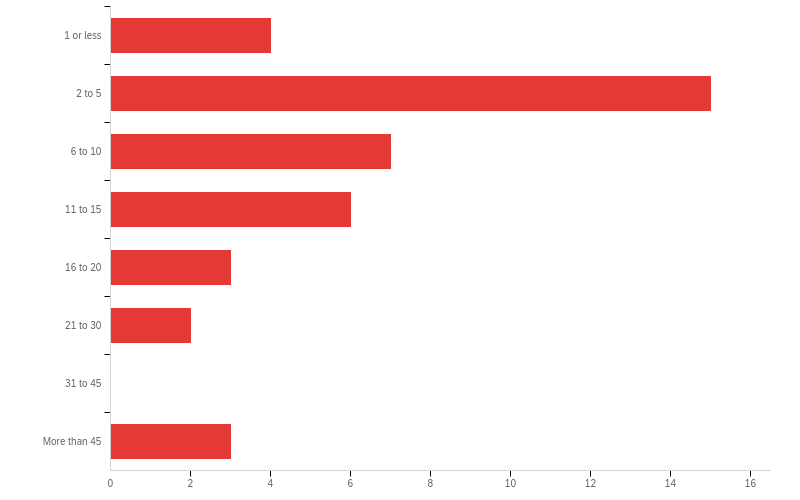 1 or less
2 to 5
6 to 10
11 to 15
16 to 20
21 to 30
31 to 45
More than 45
0 2 4 6 8 10 12 14 16